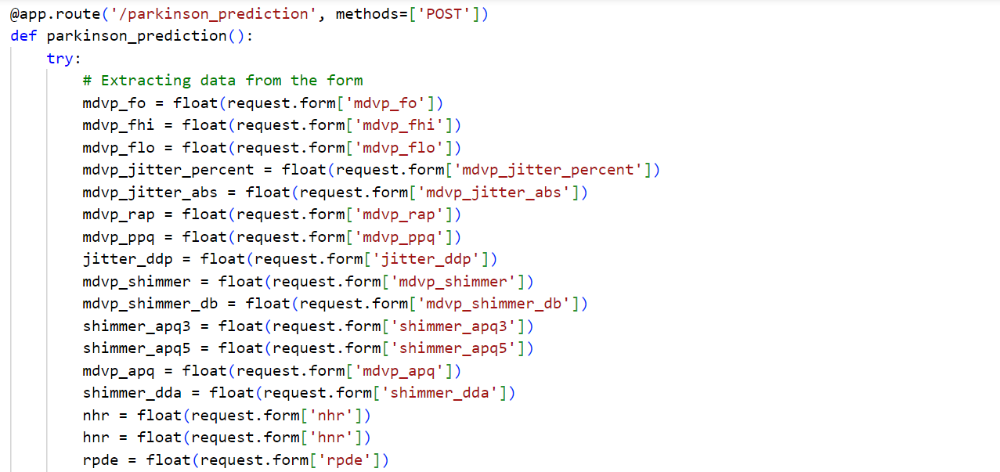 @app.route('/parkinson_prediction', methods=['POST'])
def parkinson_prediction():
    try:
        # Extracting data from the form
        mdvp_fo = float(request.form['mdvp_fo'])
        mdvp_fhi = float(request.form['mdvp_fhi'])
        mdvp_flo = float(request.form['mdvp_flo'])
        mdvp_jitter_percent = float(request.form['mdvp_jitter_percent'])
        mdvp_jitter_abs = float(request.form['mdvp_jitter_abs'])
        mdvp_rap = float(request.form['mdvp_rap'])
        mdvp_ppq = float(request.form['mdvp_ppq'])
        jitter_ddp = float(request.form['jitter_ddp'])
        mdvp_shimmer = float(request.form['mdvp_shimmer'])
        mdvp_shimmer_db = float(request.form['mdvp_shimmer_db'])
        shimmer_apq3 = float(request.form['shimmer_apq3'])
        shimmer_apq5 = float(request.form['shimmer_apq5'])
        mdvp_apq = float(request.form['mdvp_apq'])
        shimmer_dda = float(request.form['shimmer_dda'])
        nhr = float(request.form['nhr'])
        hnr = float(request.form['hnr'])
        rpde = float(request.form['rpde'])